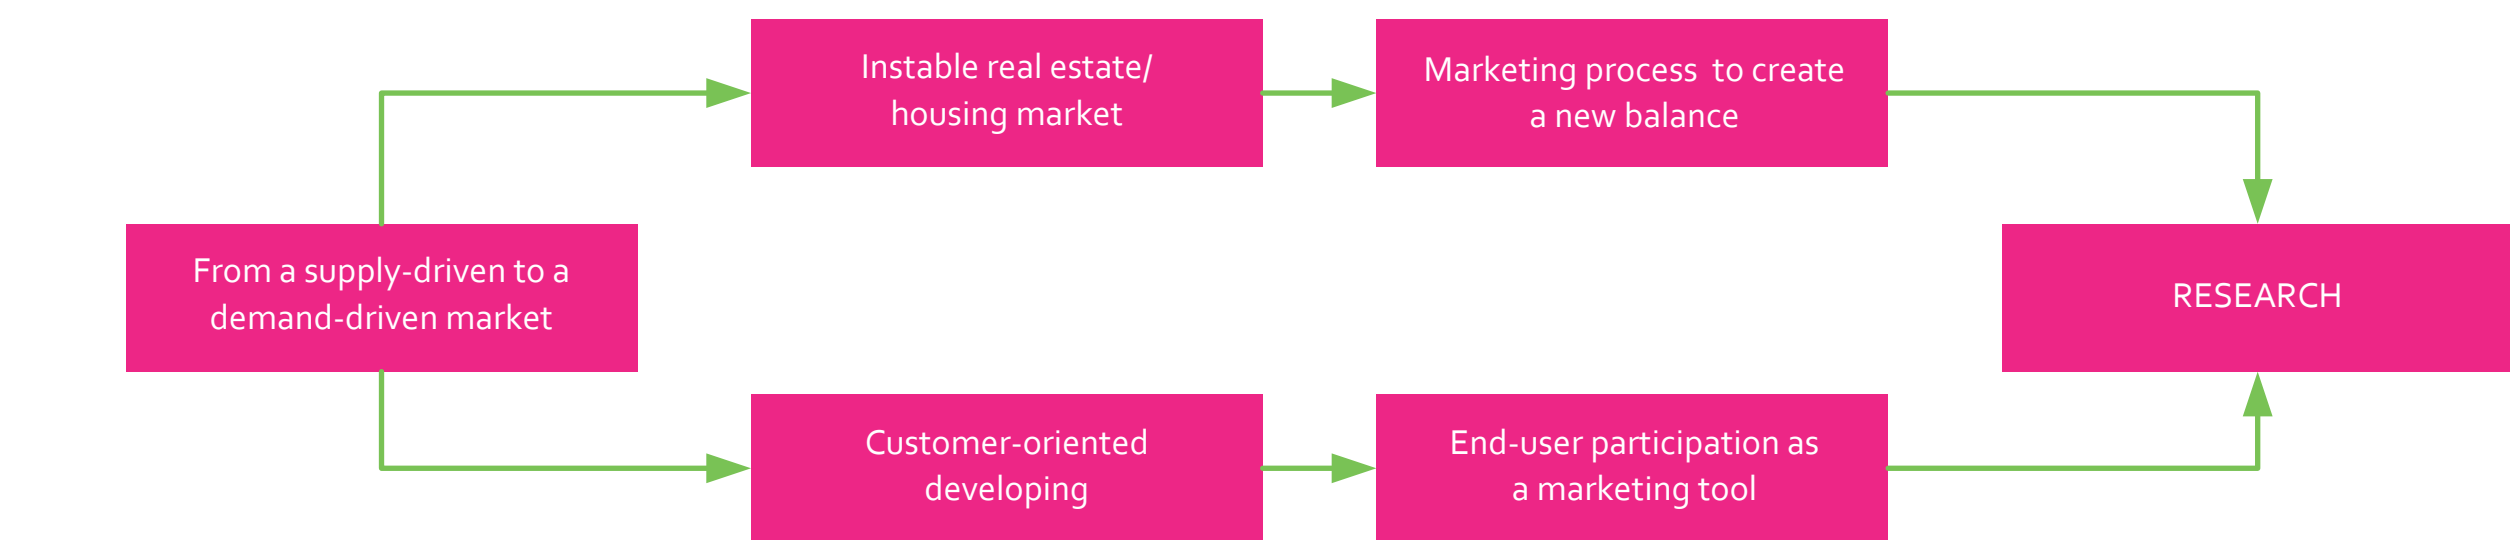 Instable real estate/
housing market
Marketing process  to create
a new balance
From a supply-driven to a
demand-driven market
RESEARCH
Customer-oriented
developing
End-user participation as
a marketing tool